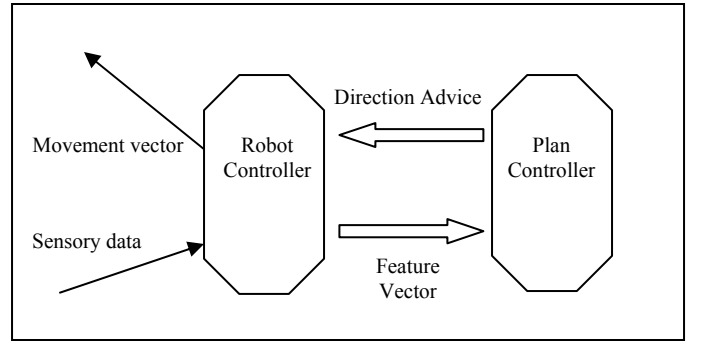 Direction Advice
Movement vector
Robot
Controller
Plan
Controller
Sensory data
Feature
Vector